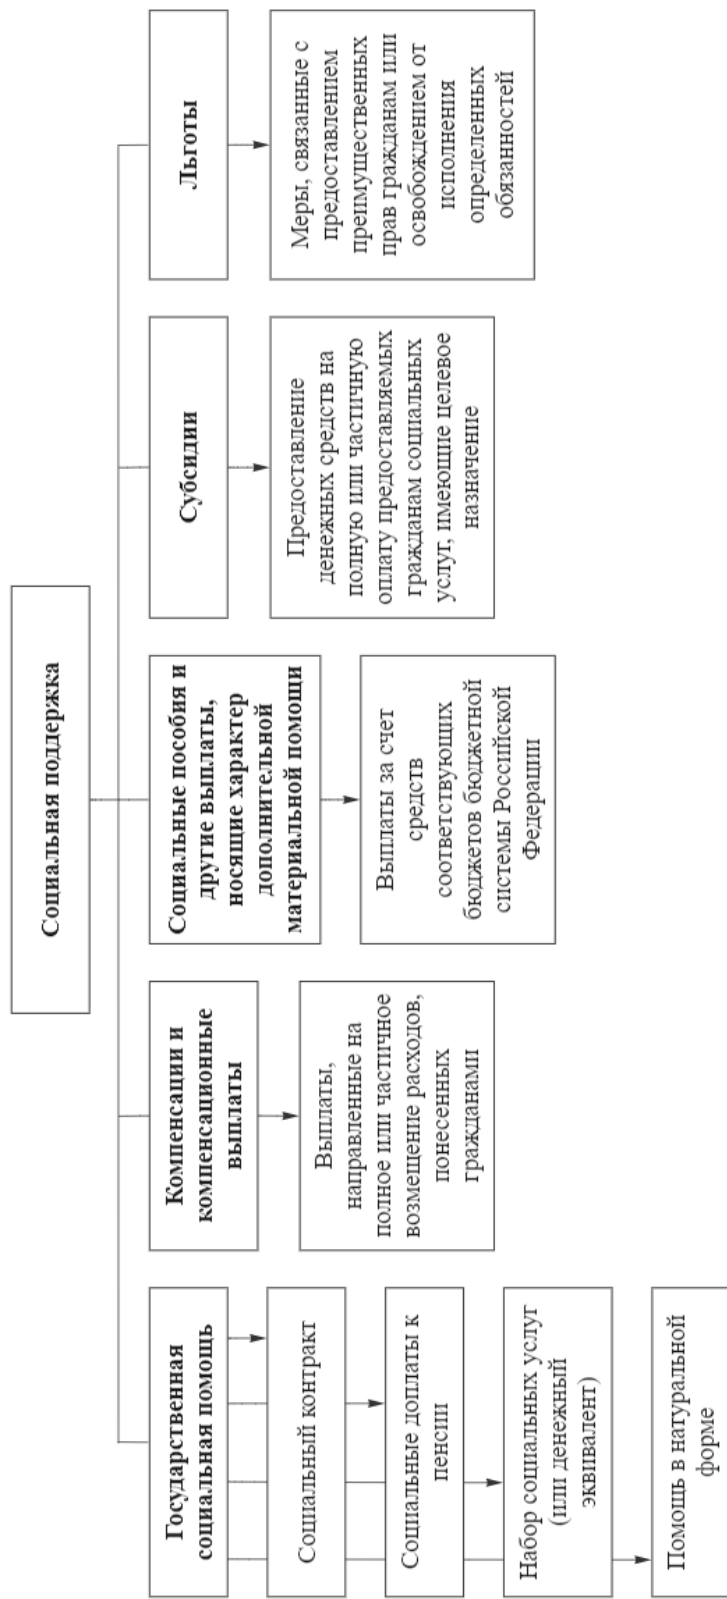 Социальная поддержка
Государственная
социальная помощь
Социальный контракт
Социальные доплаты к
пенсии
Набор социальных услуг
(или денежный
эквивалент)
Помощь в натуральной
форме
Компенсации и
компенсационные
выплаты
Выплаты,
направленные на
полное или частичное
возмещение расходов,
понесенных
гражданами
Социальные пособия и
другие выплаты,
носящие характер
дополнительной
материальной помощи
Выплаты за счет
средств
соответствующих
бюджетов бюджетной
системы Российской
Федерации
Субсидии
Предоставление
денежных средств на
полную или частичную
оплату предоставляемых
гражданам социальных
услуг, имеющие целевое
назначение
Льготы
Меры, связанные с
предоставлением
преимущественных
прав гражданам или
освобождением от
исполнения
определенных
обязанностей